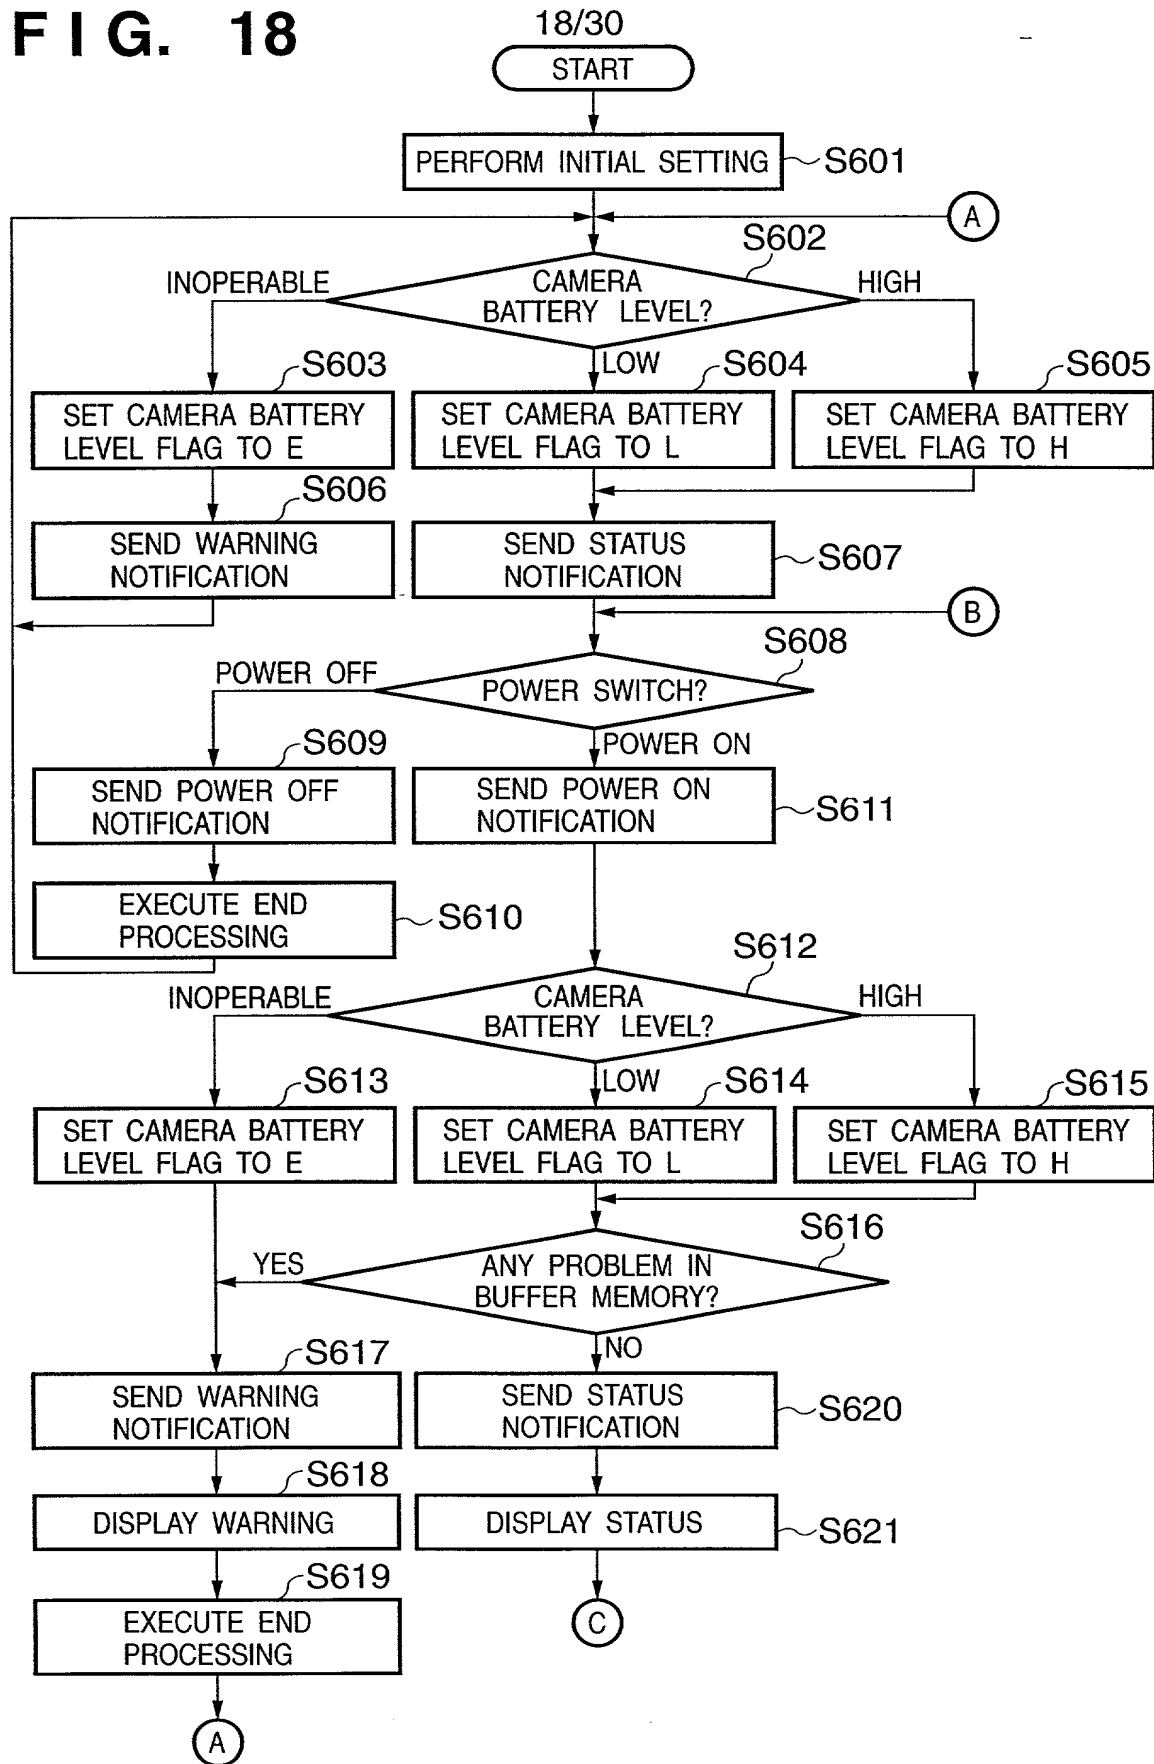 FIG. 18
18/30
START
PERFORM INITIAL SETTING
S601
A
S602
CAMERA
BATTERY LEVEL?
INOPERABLE
HIGH
LOW
S603
SET CAMERA BATTERY
LEVEL FLAG TO E
S604
SET CAMERA BATTERY
LEVEL FLAG TO L
S605
SET CAMERA BATTERY
LEVEL FLAG TO H
S606
SEND WARNING
NOTIFICATION
SEND STATUS
NOTIFICATION
S607
B
S608
POWER SWITCH?
POWER OFF
POWER ON
S609
SEND POWER OFF
NOTIFICATION
SEND POWER ON
NOTIFICATION
S611
EXECUTE END
PROCESSING
S610
S612
CAMERA
BATTERY LEVEL?
INOPERABLE
HIGH
LOW
S613
SET CAMERA BATTERY
LEVEL FLAG TO E
S614
SET CAMERA BATTERY
LEVEL FLAG TO L
S615
SET CAMERA BATTERY
LEVEL FLAG TO H
S616
ANY PROBLEM IN
BUFFER MEMORY?
YES
NO
S617
SEND WARNING
NOTIFICATION
SEND STATUS
NOTIFICATION
S620
S618
DISPLAY WARNING
DISPLAY STATUS
S621
S619
EXECUTE END
PROCESSING
C
A